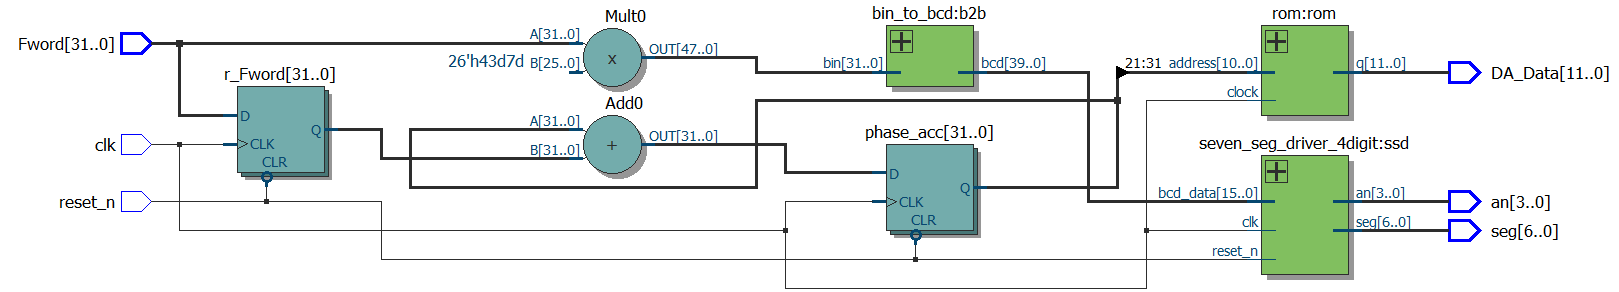 Mult0
bin_to_bcd:b2b
rom:rom
Fword[31..0]
A[31..0]
26'h43d7d B[25..0]
x
OUT[47..0]
bin[31..0]
bcd[39..0]
21:31 address[10..0]
q[11..0]
clock
DA_Data[11..0]
r_Fword[31..0]
D
CLK
CLR
Q
Add0
A[31..0]
B[31..0]
+
OUT[31..0]
phase_acc[31..0]
D
CLK
CLR
Q
seven_seg_driver_4digit:ssd
bcd_data[15..0]
clk
reset_n
an[3..0]
seg[6..0]
an[3..0]
seg[6..0]
clk
reset_n